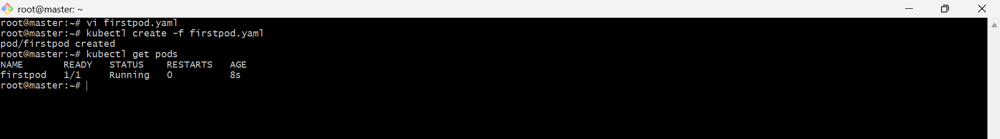 root@master: ~
root@master:~# vi firstpod.yaml
root@master:~# kubectl create -f firstpod.yaml
pod/firstpod created
root@master:~# kubectl get pods
NAME READY STATUS RESTARTS AGE
firstpod 1/1 Running 0 8s
root@master:~#